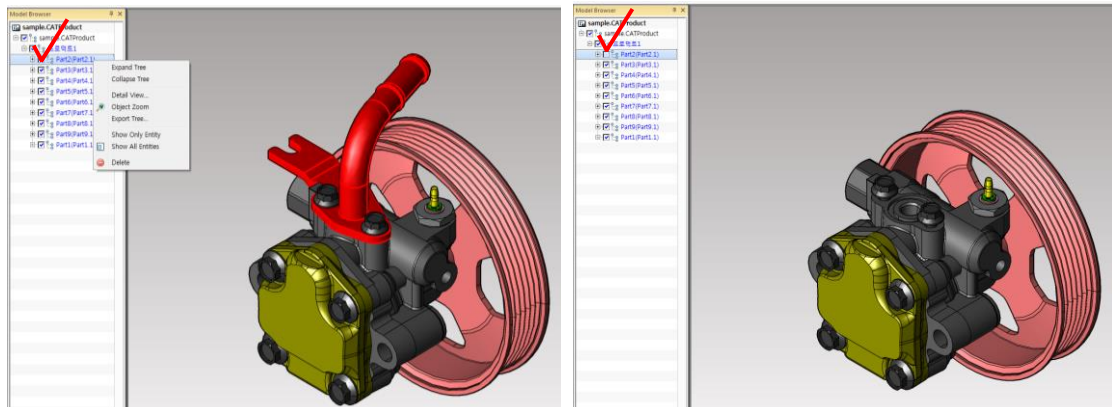 Model Browser
sample.CATProduct
sample.CATProduct
Part2(Part2.1)
Part3(Part3.1
Part4(Part4.1
Part5(Part5.1
Part6(Part6.1
Part7(Part7.1
Part8(Part8.1
Part9(Part9.1
Part1(Part1.1
Expand Tree
Collapse Tree
Detail View...
Object Zoom
Export Tree...
Show Only Entity
Show All Entities
Delete
Model Browser
sample.CATProduct
CATProduct
Part2(Part2.1)
Part3(Part3.1)
Part4(Part4.1)
Part5(Part5.1)
Part6(Part6.1)
Part7(Part7.1)
Part8(Part8.1)
Part9(Part9.1)
Part1(Part1.1)